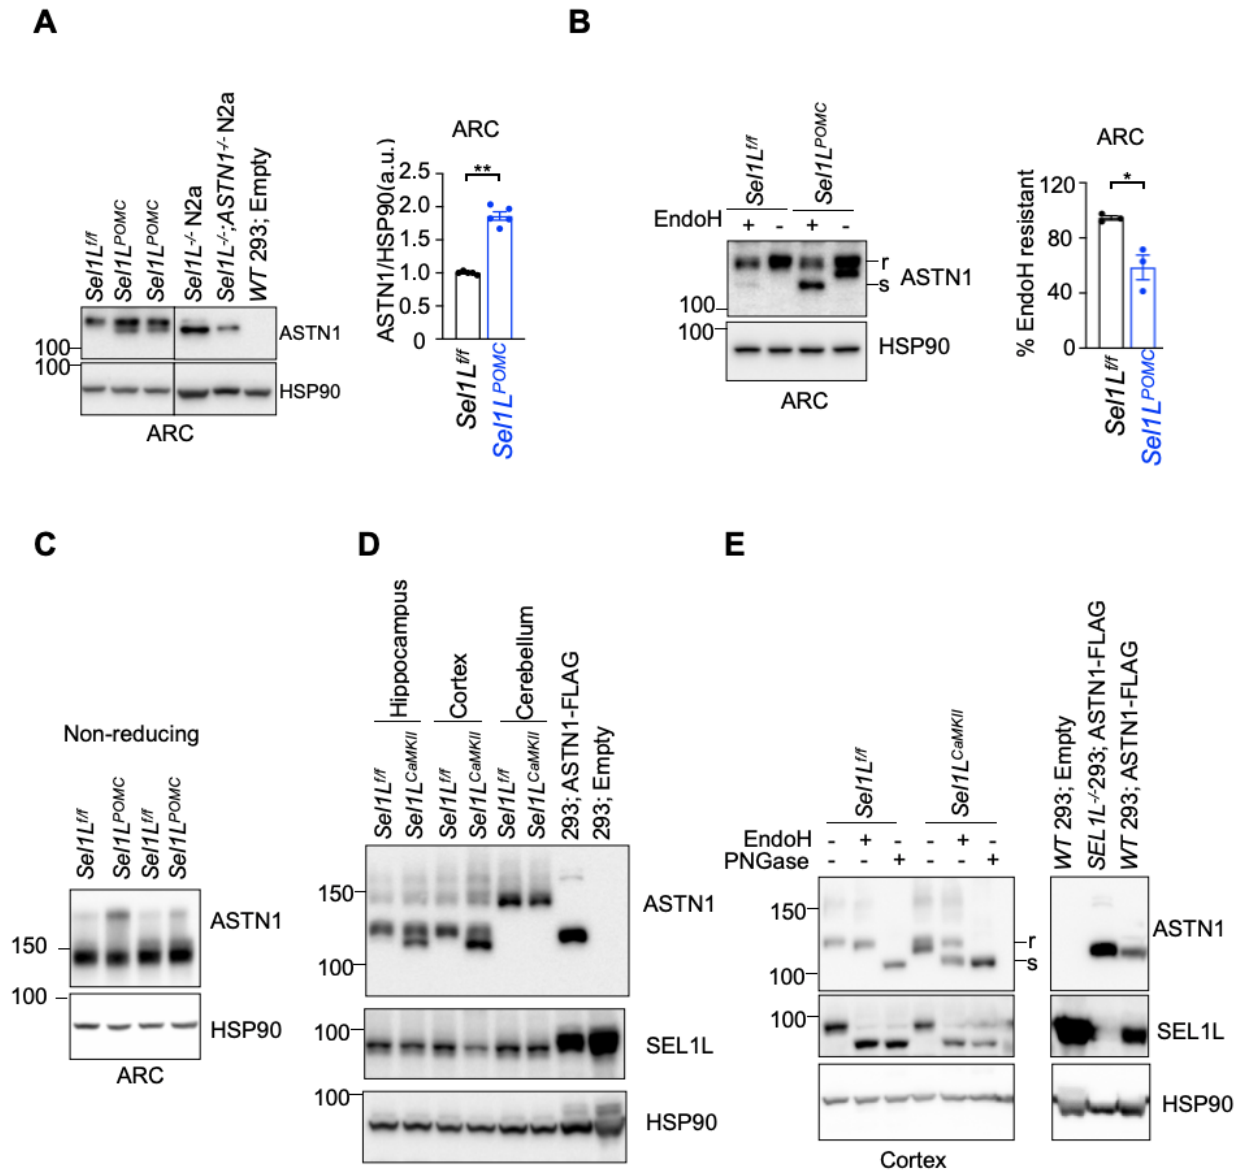 A
Sel1L^f/f
Sel1L^POMC
Sel1L^POMC
Sel1L^-/- N2a
Sel1L^-/-;ASTN1^-/- N2a
WT 293; Empty
100
100
ASTN1
HSP90
ARC
ARC
ASTN1/HSP90(a.u.)
2.5
2.0
1.5
1.0
0.5
0
**
Sel1L^f/f
Sel1L^POMC
B
Sel1L^f/f
Sel1L^POMC
EndoH
+ - + -
r
s
ASTN1
100
100
HSP90
ARC
ARC
% EndoH resistant
120
80
40
0
*
Sel1L^f/f
Sel1L^POMC
C
Non-reducing
Sel1L^f/f
Sel1L^POMC
Sel1L^f/f
Sel1L^POMC
150
100
ASTN1
HSP90
ARC
D
Hippocampus
Cortex
Cerebellum
Sel1L^f/f
Sel1L^CaMKII
Sel1L^f/f
Sel1L^CaMKII
Sel1L^f/f
Sel1L^CaMKII
293; ASTN1-FLAG
293; Empty
150
100
ASTN1
100
SEL1L
100
HSP90
E
Sel1L^f/f
Sel1L^CaMKII
EndoH - + - - + -
PNGase - - + - - +
150
100
r
s
100
Cortex
WT 293; Empty
SEL1L^-/-293; ASTN1-FLAG
WT 293; ASTN1-FLAG
ASTN1
SEL1L
HSP90